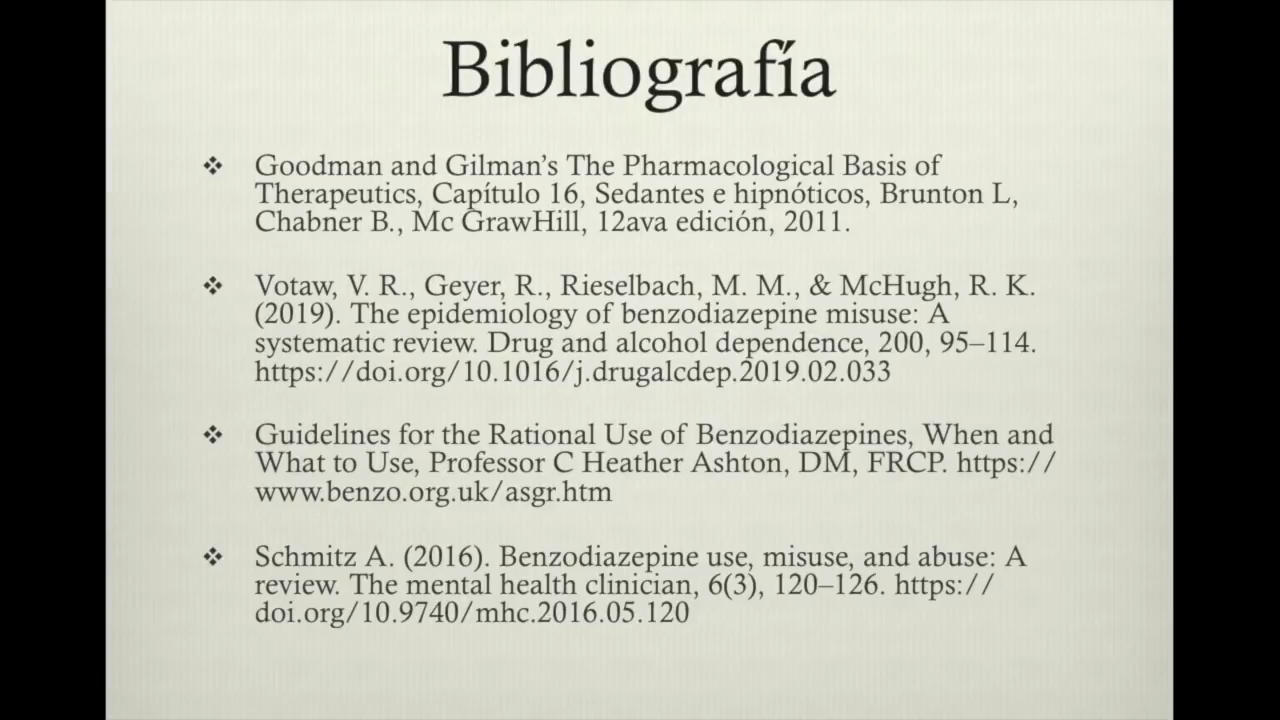 Bibliografía
❖ Goodman and Gilman’s The Pharmacological Basis of
Therapeutics, Capítulo 16, Sedantes e hipnóticos, Brunton L,
Chabner B., Mc GrawHill, 12ava edición, 2011.
❖ Votaw, V. R., Geyer, R., Rieselbach, M. M., & McHugh, R. K.
(2019). The epidemiology of benzodiazepine misuse: A
systematic review. Drug and alcohol dependence, 200, 95–114.
https://doi.org/10.1016/j.drugalcdep.2019.02.033
❖ Guidelines for the Rational Use of Benzodiazepines, When and
What to Use, Professor C Heather Ashton, DM, FRCP. https://
www.benzo.org.uk/asgr.htm
❖ Schmitz A. (2016). Benzodiazepine use, misuse, and abuse: A
review. The mental health clinician, 6(3), 120–126. https://
doi.org/10.9740/mhc.2016.05.120